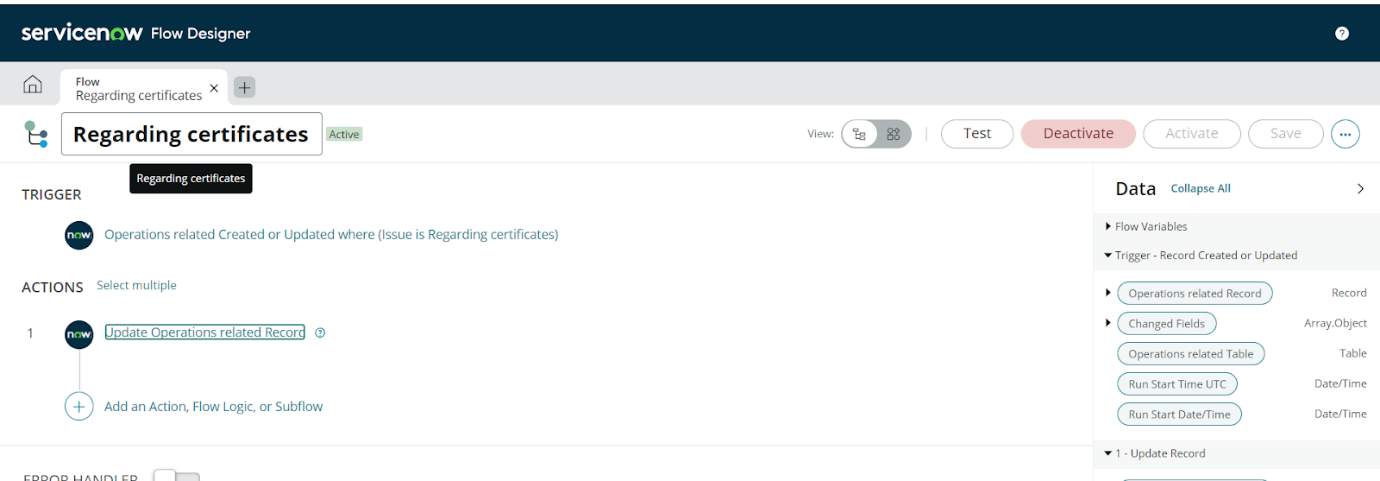 servicenow Flow Designer
Flow
Regarding certificates
Regarding certificates Active
View: Test Deactivate Activate Save
Regarding certificates
TRIGGER
now Operations related Created or Updated where (Issue is Regarding certificates)
ACTIONS Select multiple
1 now Update Operations related Record
Add an Action, Flow Logic, or Subflow
ERROR HANDLER
Data Collapse All
Flow Variables
Trigger - Record Created or Updated
Operations related Record Record
Changed Fields Array.Object
Operations related Table Table
Run Start Time UTC Date/Time
Run Start Date/Time Date/Time
1 - Update Record